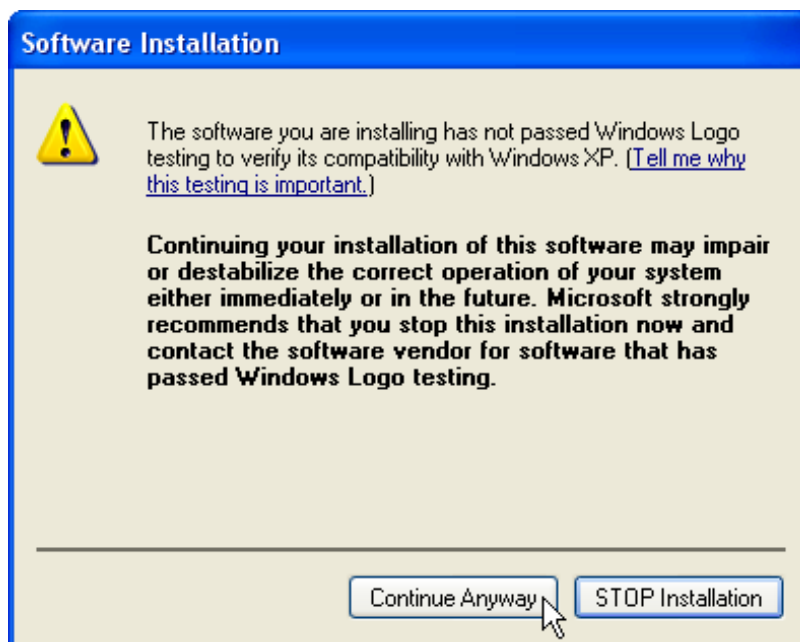 Software Installation
The software you are installing has not passed Windows Logo
testing to verify its compatibility with Windows XP. (Tell me why
this testing is important.)
Continuing your installation of this software may impair
or destabilize the correct operation of your system
either immediately or in the future. Microsoft strongly
recommends that you stop this installation now and
contact the software vendor for software that has
passed Windows Logo testing.
Continue Anyway
STOP Installation